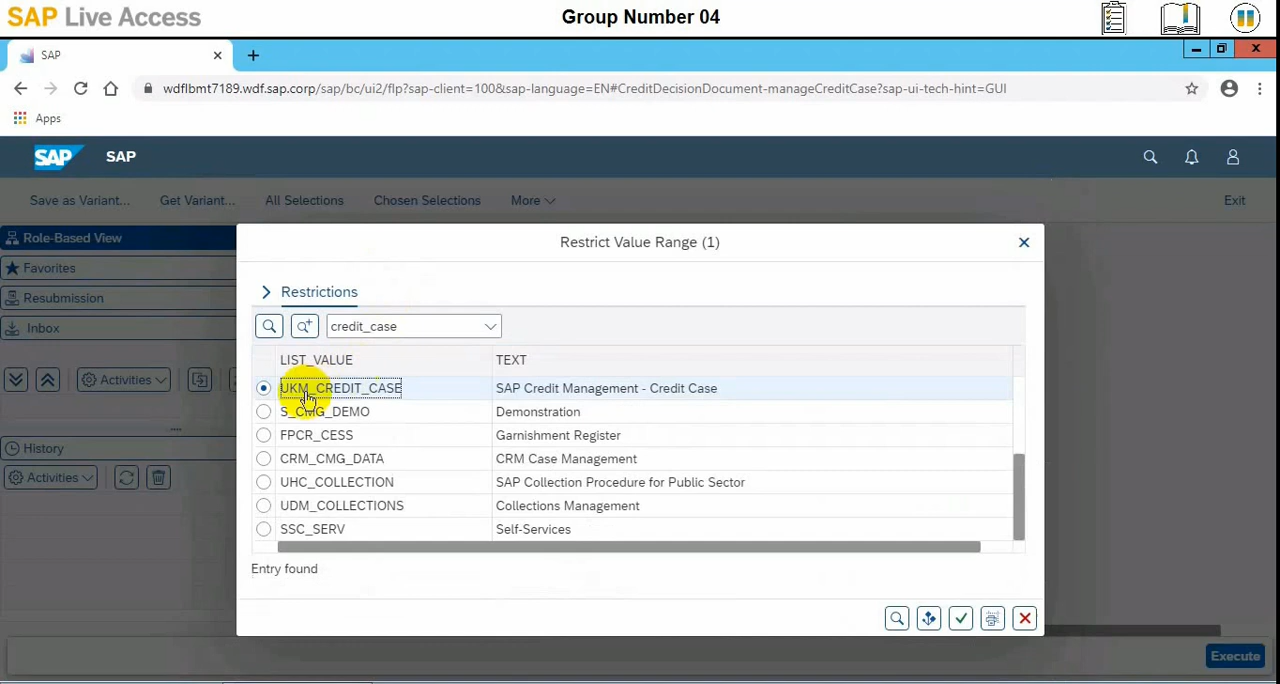 SAP Live Access
Group Number 04
SAP
wdflbmt7189.wdf.sap.corp/sap/bc/ui2/flp?sap-client=100&sap-language=EN#CreditDecisionDocument-manageCreditCase?sap-ui-tech-hint=GUI
Apps
SAP SAP
Save as Variant... Get Variant... All Selections Chosen Selections More Exit
Role-Based View
Favorites
Resubmission
Inbox
Activities
History
Activities
Restrict Value Range (1)
Restrictions
credit_case
LIST_VALUE TEXT
UKM_CREDIT_CASE SAP Credit Management - Credit Case
S_CMG_DEMO Demonstration
FPCR_CESS Garnishment Register
CRM_CMG_DATA CRM Case Management
UHC_COLLECTION SAP Collection Procedure for Public Sector
UDM_COLLECTIONS Collections Management
SSC_SERV Self-Services
Entry found
Execute